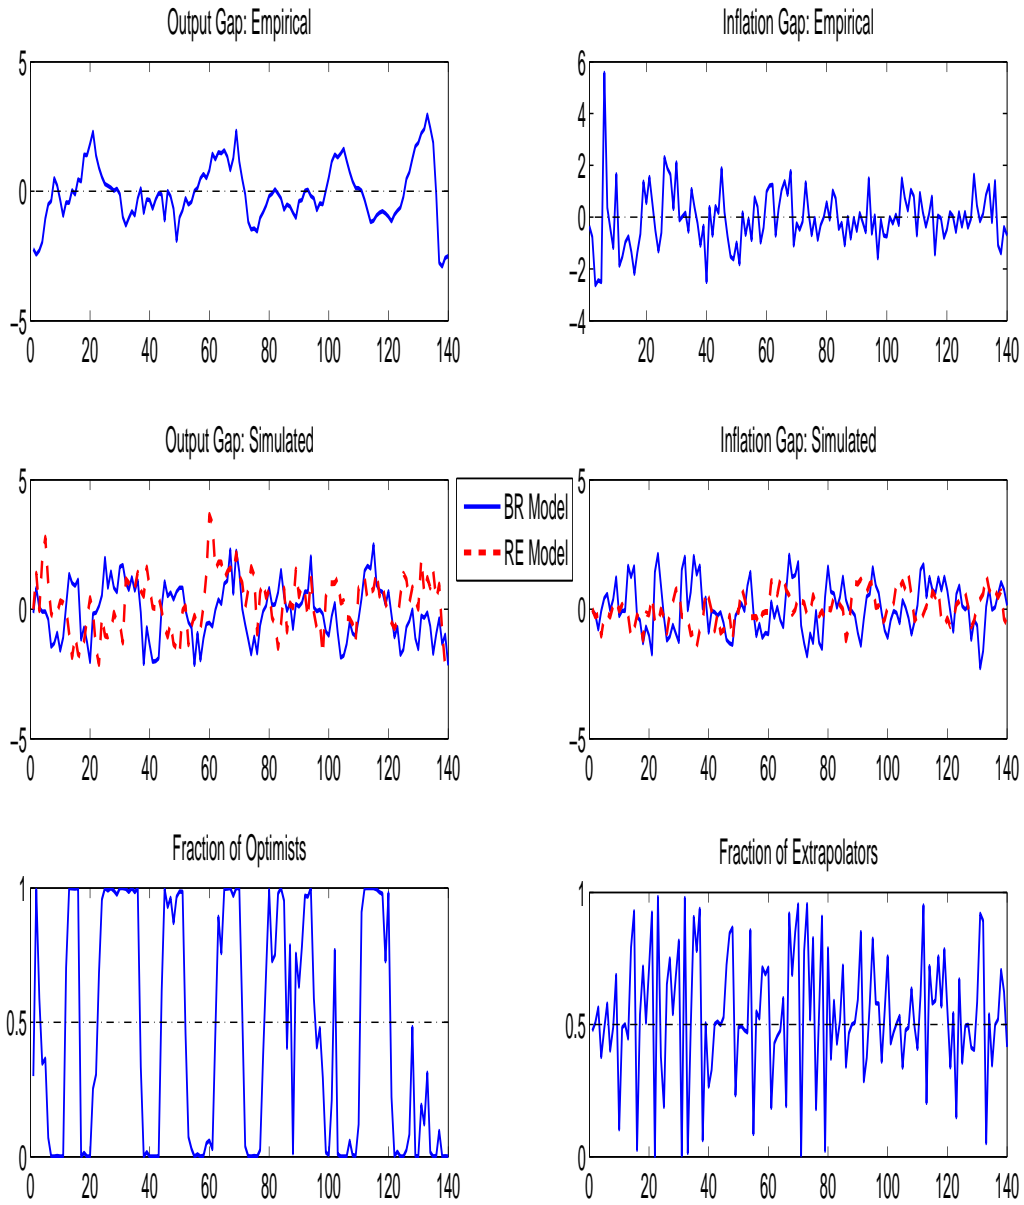 Output Gap: Empirical
5
0
−5
0 20 40 60 80 100 120 140
Inflation Gap: Empirical
6
4
2
0
−2
−4
20 40 60 80 100 120 140
Output Gap: Simulated
5
0
−5
0 20 40 60 80 100 120 140
BR Model
RE Model
Inflation Gap: Simulated
5
0
−5
0 20 40 60 80 100 120 140
Fraction of Optimists
1
0.5
0
0 20 40 60 80 100 120 140
Fraction of Extrapolators
1
0.5
0
0 20 40 60 80 100 120 140